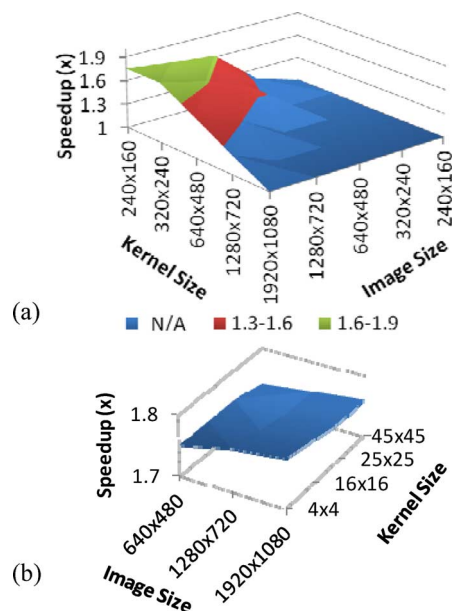 Speedup (x)
1.9
1.6
1.3
1
240x160
320x240
640x480
1280x720
1920x1080
Kernel Size
1920x1080
1280x720
640x480
320x240
240x160
Image Size
(a)
N/A
1.3-1.6
1.6-1.9
Speedup (x)
1.8
1.7
640x480
1280x720
1920x1080
Image Size
45x45
25x25
16x16
4x4
Kernel Size
(b)